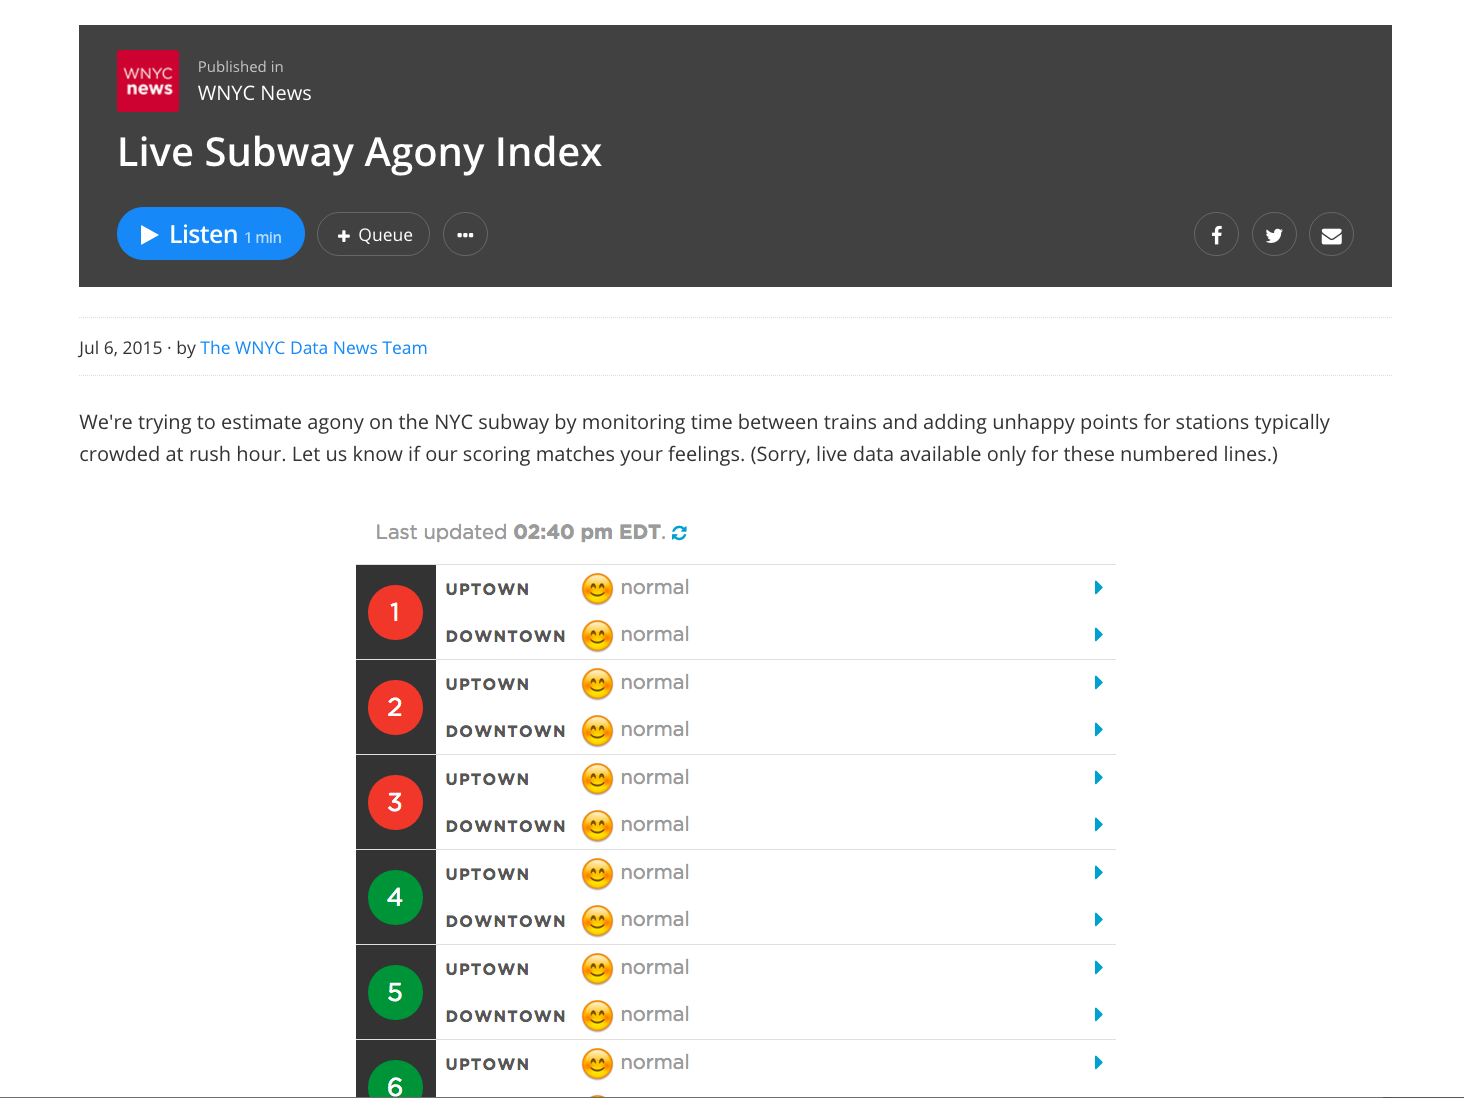 WNYC
news
Published in
WNYC News
Live Subway Agony Index
Listen 1 min
Queue
Jul 6, 2015 · by The WNYC Data News Team
We're trying to estimate agony on the NYC subway by monitoring time between trains and adding unhappy points for stations typically
crowded at rush hour. Let us know if our scoring matches your feelings. (Sorry, live data available only for these numbered lines.)
Last updated 02:40 pm EDT.
1
UPTOWN normal
DOWNTOWN normal
2
UPTOWN normal
DOWNTOWN normal
3
UPTOWN normal
DOWNTOWN normal
4
UPTOWN normal
DOWNTOWN normal
5
UPTOWN normal
DOWNTOWN normal
6
UPTOWN normal